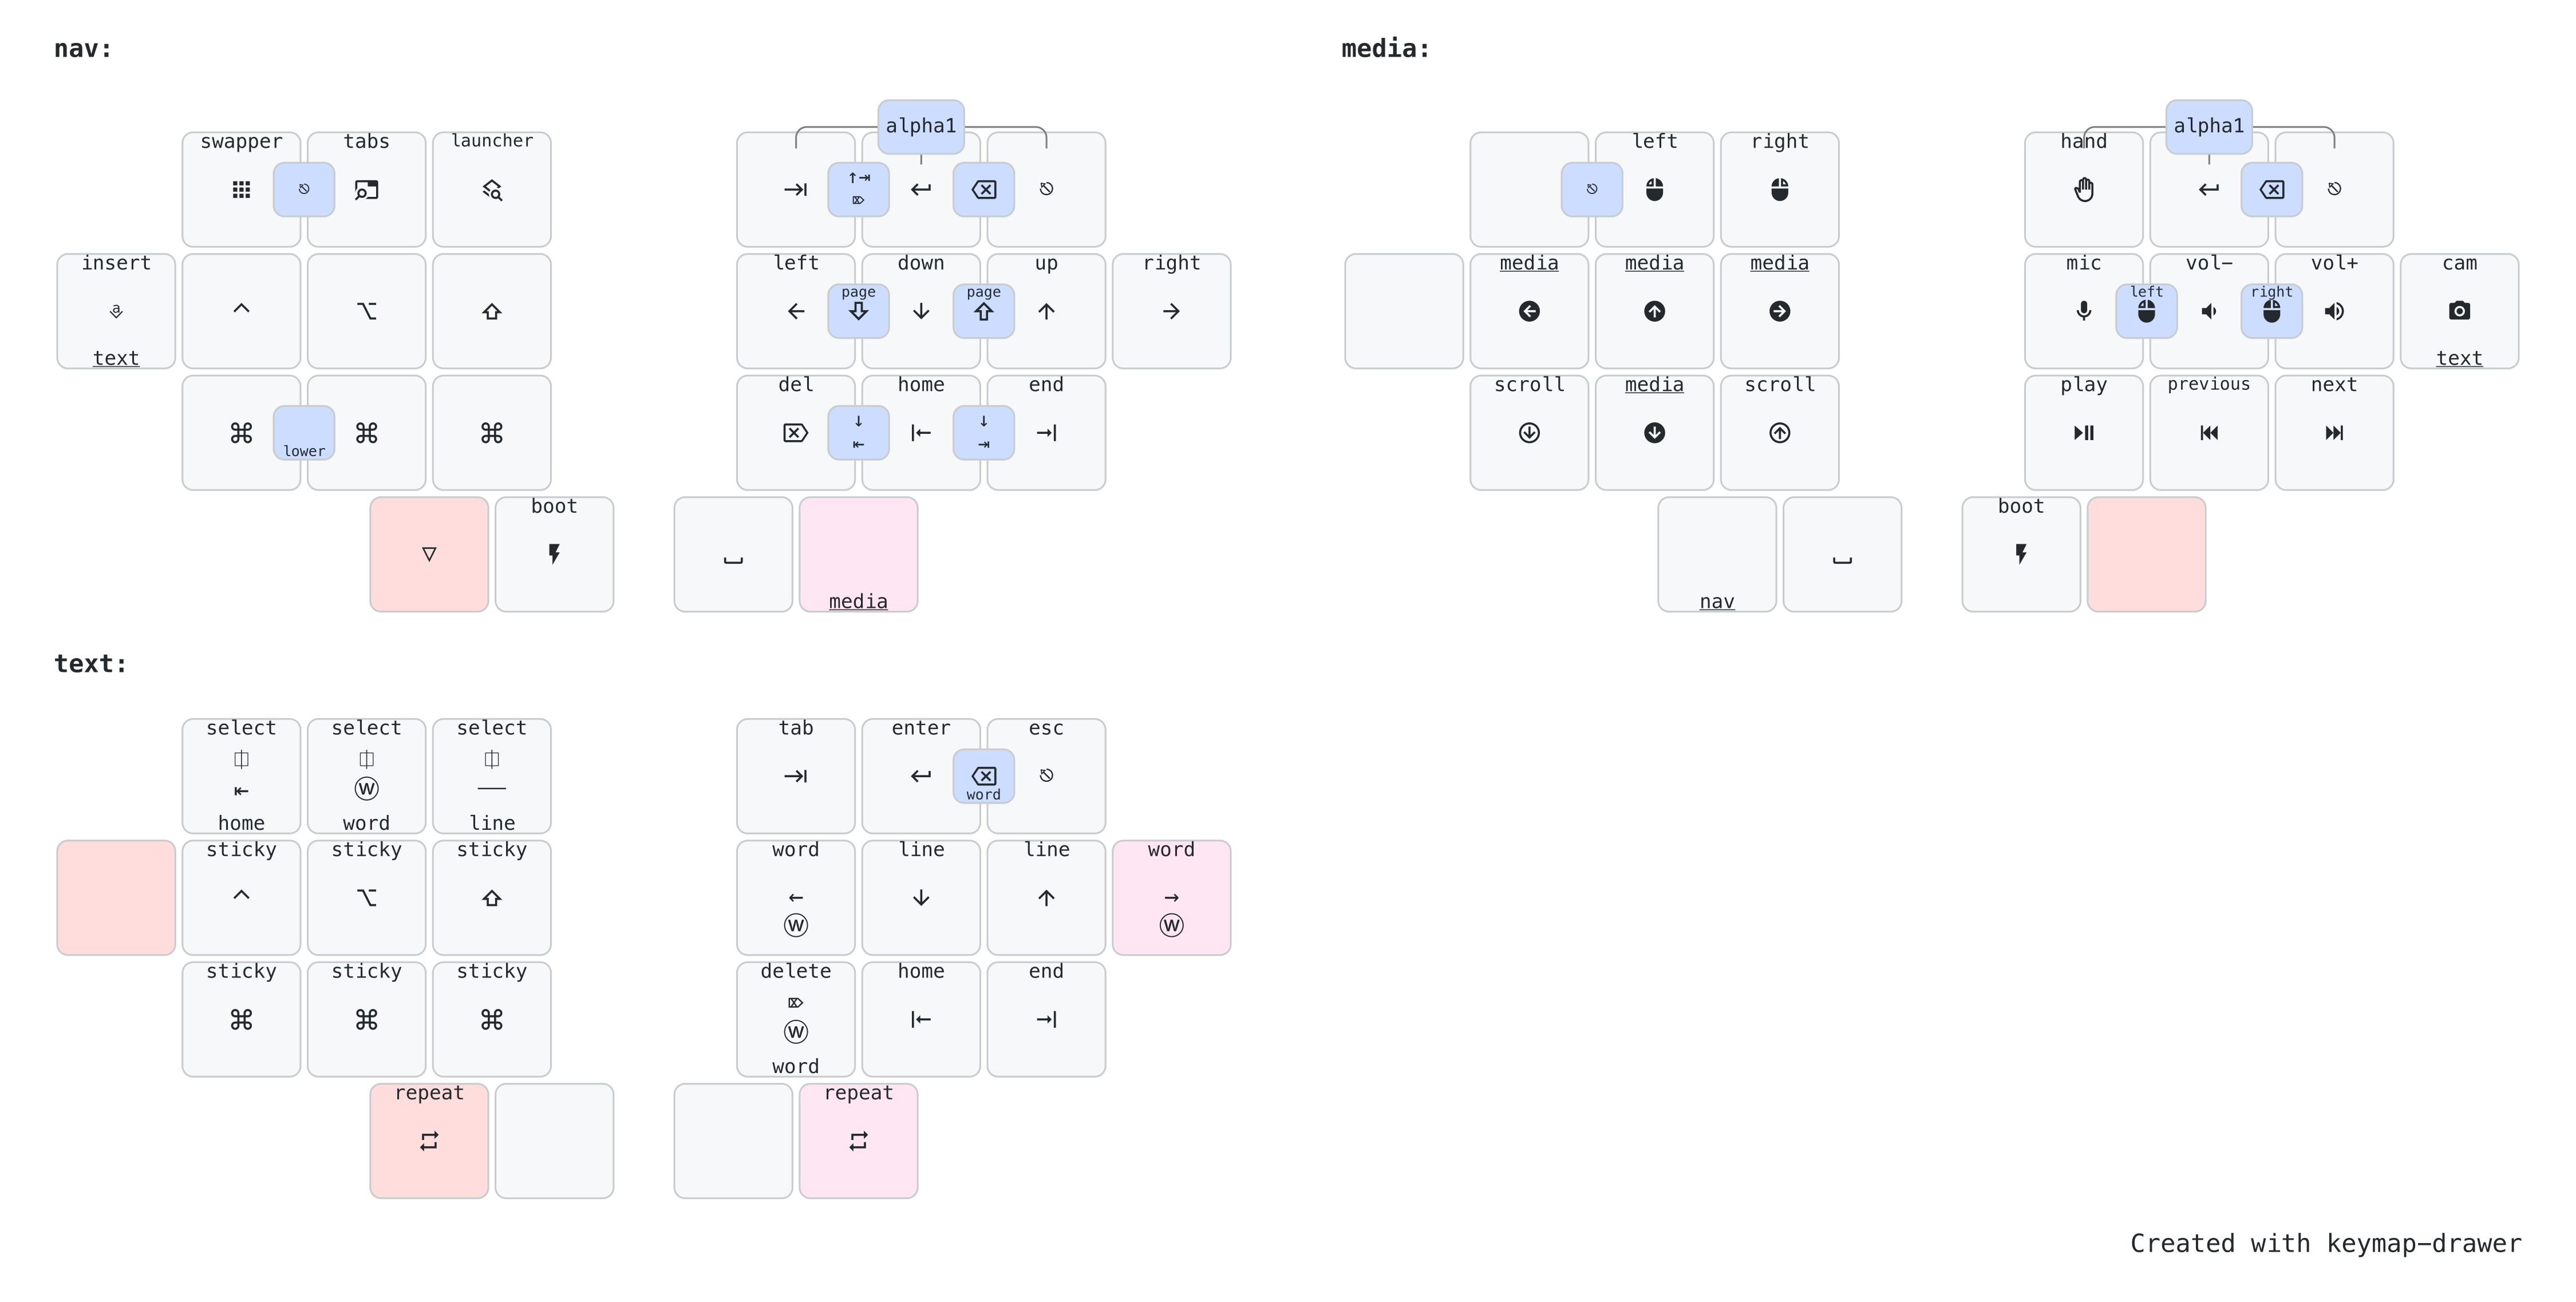 nav:
alpha1
swapper tabs launcher
insert left page down page up right
text
del home end
lower
boot
media
media:
alpha1
left right hand
media media media mic left vol− right vol+ cam
text
scroll media scroll play previous next
boot
nav
text:
select select select tab enter esc
W word
home word line
sticky sticky sticky word line line word
W W
sticky sticky sticky delete home end
W
word
repeat repeat
Created with keymap−drawer